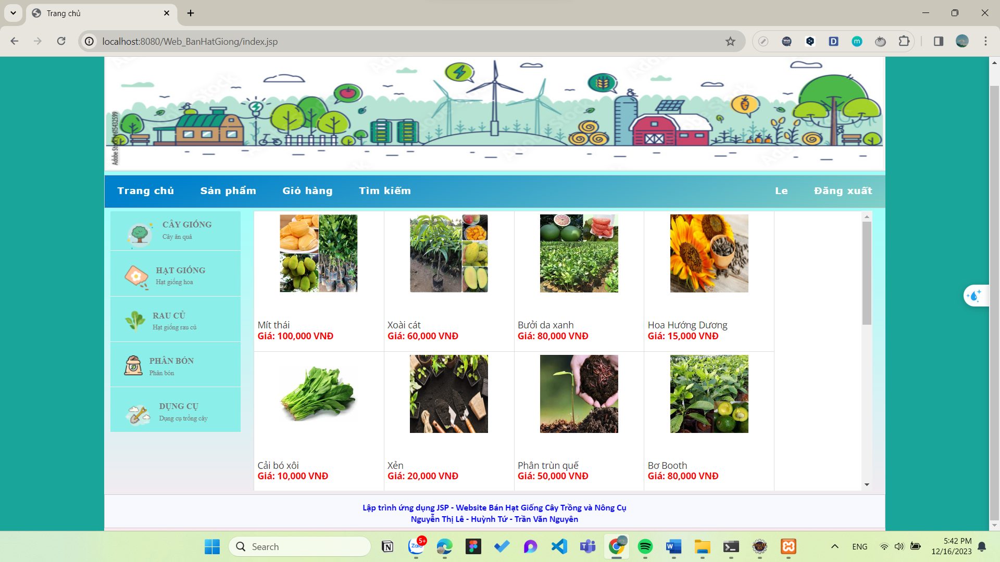 Trang chủ
localhost:8080/Web_BanHatGiong/index.jsp
Adobe Stock | #615432599
Trang chủ
Sản phẩm
Giỏ hàng
Tìm kiếm
Le
Đăng xuất
CÂY GIỐNG
Cây ăn quả
HẠT GIỐNG
Hạt giống hoa
RAU CỦ
Hạt giống rau củ
PHÂN BÓN
Phân bón
DỤNG CỤ
Dụng cụ trồng cây
Mít thái
Giá: 100,000 VNĐ
Xoài cát
Giá: 60,000 VNĐ
Bưởi da xanh
Giá: 80,000 VNĐ
Hoa Hướng Dương
Giá: 15,000 VNĐ
Cải bó xôi
Giá: 10,000 VNĐ
Xẻn
Giá: 20,000 VNĐ
Phân trùn quế
Giá: 50,000 VNĐ
Bơ Booth
Giá: 80,000 VNĐ
Lập trình ứng dụng JSP - Website Bán Hạt Giống Cây Trồng và Nông Cụ
Nguyễn Thị Lê - Huỳnh Tứ - Trần Văn Nguyên
Search
Zalo
5+
ENG
5:42 PM
12/16/2023